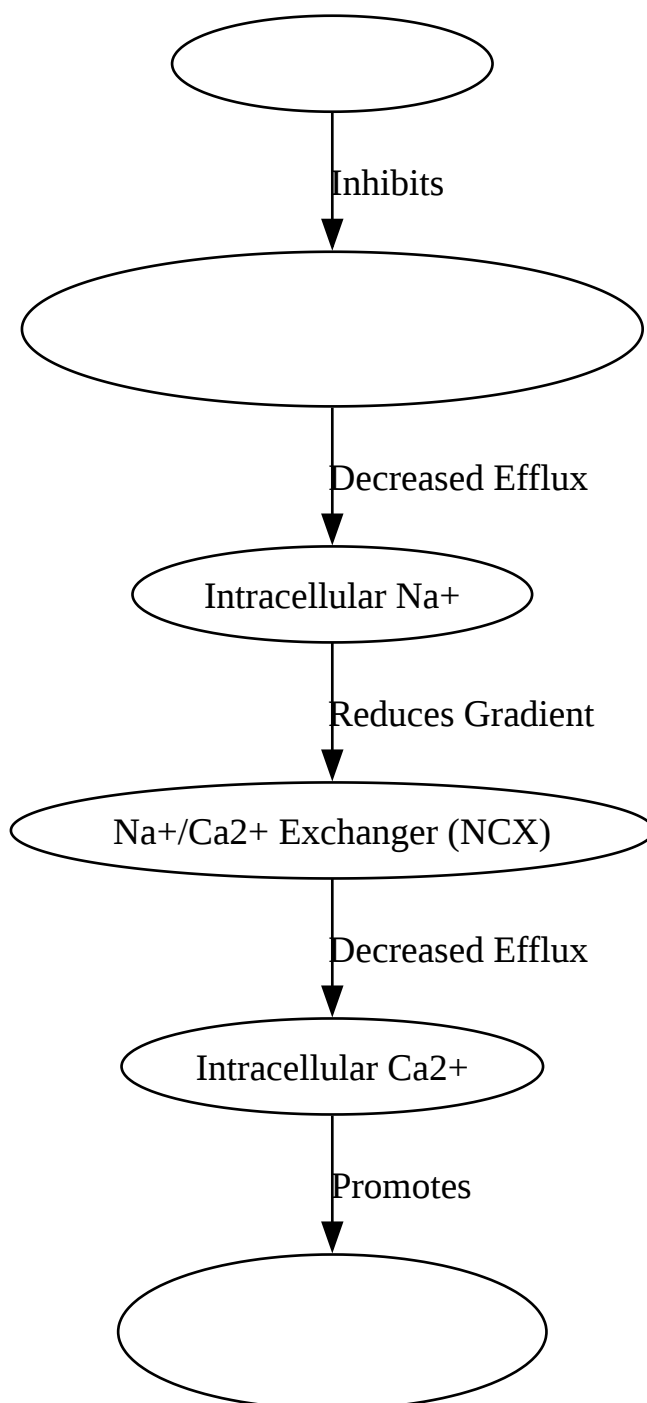 Inhibits
Decreased Efflux
Intracellular Na+
Reduces Gradient
Na+/Ca2+ Exchanger (NCX)
Decreased Efflux
Intracellular Ca2+
Promotes